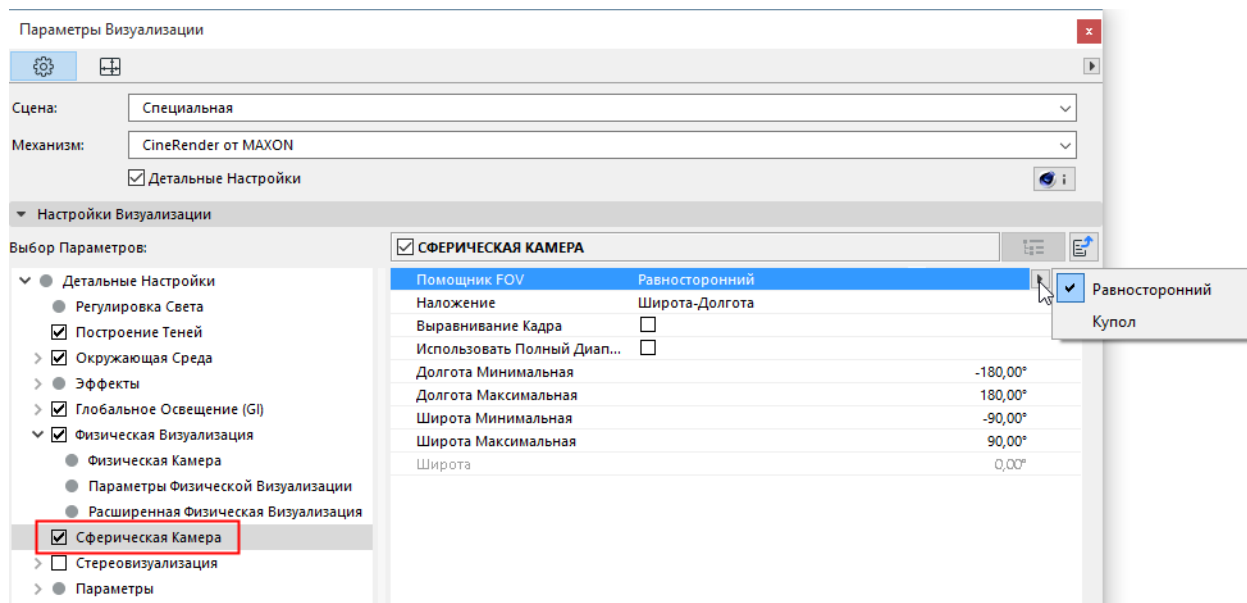 Параметры Визуализации
Сцена: Специальная
Механизм: CineRender от MAXON
Детальные Настройки
i
Настройки Визуализации
Выбор Параметров:
Детальные Настройки
Регулировка Света
Построение Теней
Окружающая Среда
Эффекты
Глобальное Освещение (GI)
Физическая Визуализация
Физическая Камера
Параметры Физической Визуализации
Расширенная Физическая Визуализация
Сферическая Камера
Стереовизуализация
Параметры
СФЕРИЧЕСКАЯ КАМЕРА
Помощник FOV Равносторонний
Наложение Широта-Долгота
Выравнивание Кадра
Использовать Полный Диап...
Долгота Минимальная -180,00°
Долгота Максимальная 180,00°
Широта Минимальная -90,00°
Широта Максимальная 90,00°
Широта 0,00°
Равносторонний
Купол